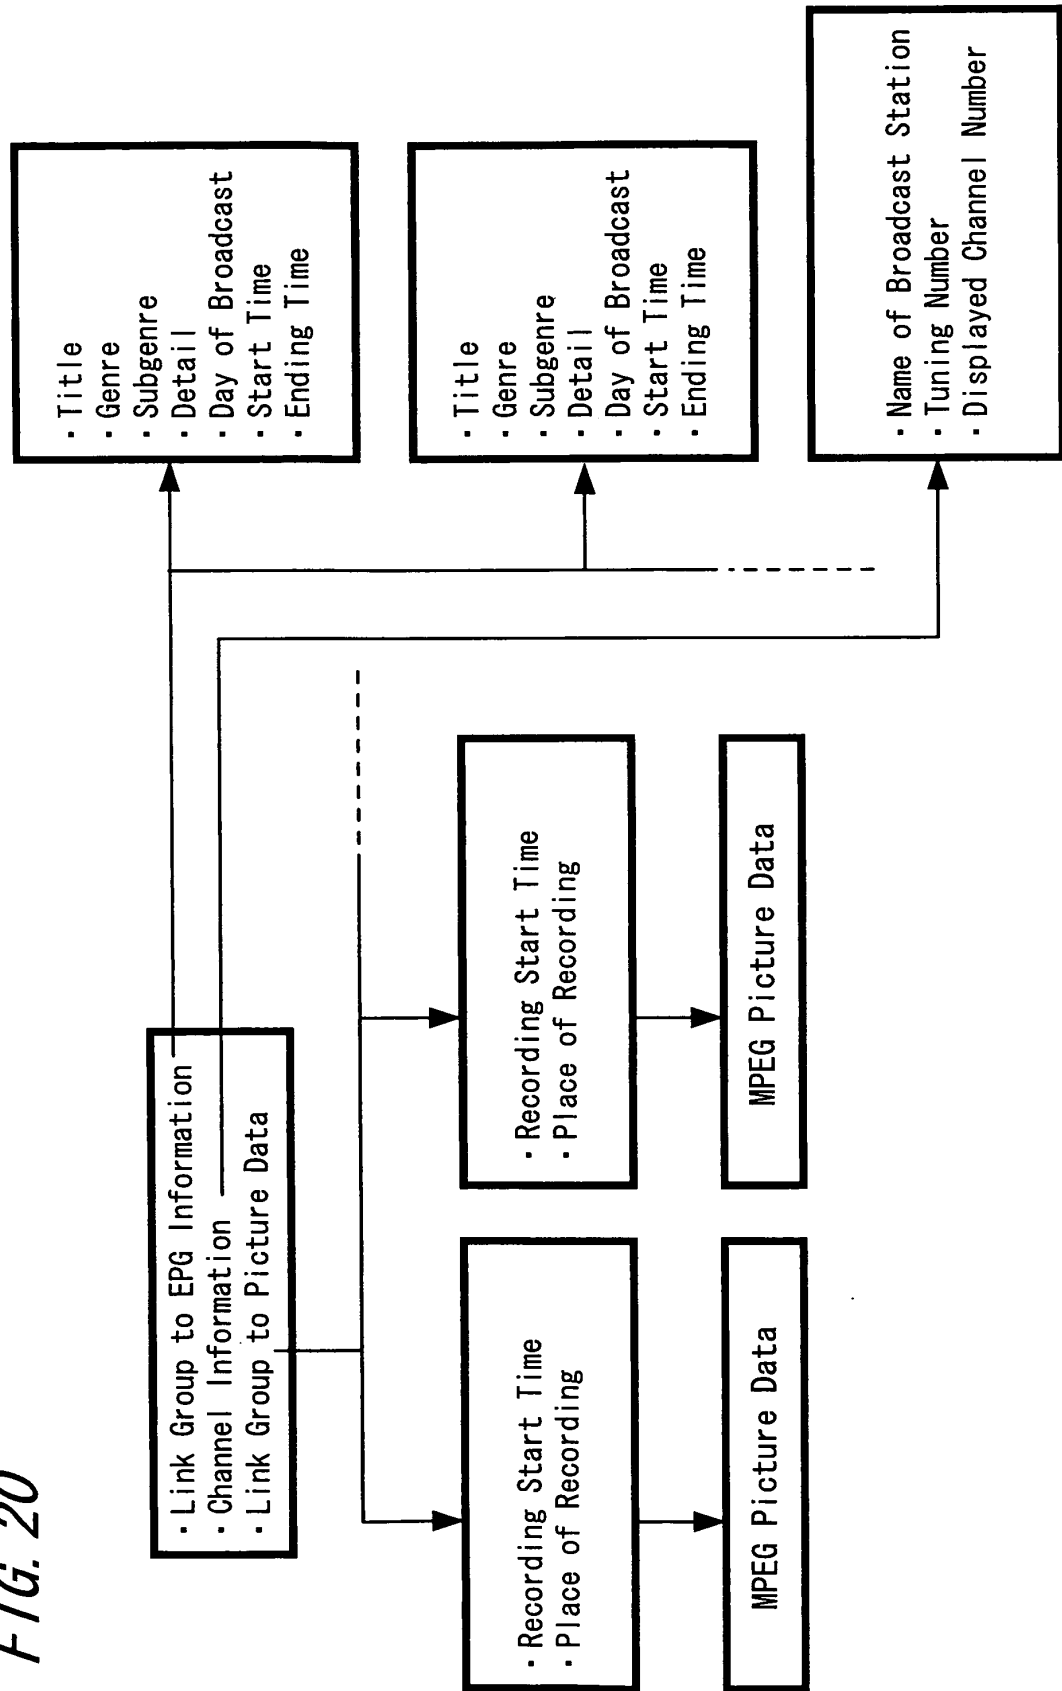 FIG. 20
· Link Group to EPG Information
· Channel Information
· Link Group to Picture Data
· Title
· Genre
· Subgenre
· Detail
· Day of Broadcast
· Start Time
· Ending Time
· Title
· Genre
· Subgenre
· Detail
· Day of Broadcast
· Start Time
· Ending Time
· Name of Broadcast Station
· Tuning Number
· Displayed Channel Number
· Recording Start Time
· Place of Recording
MPEG Picture Data
· Recording Start Time
· Place of Recording
MPEG Picture Data